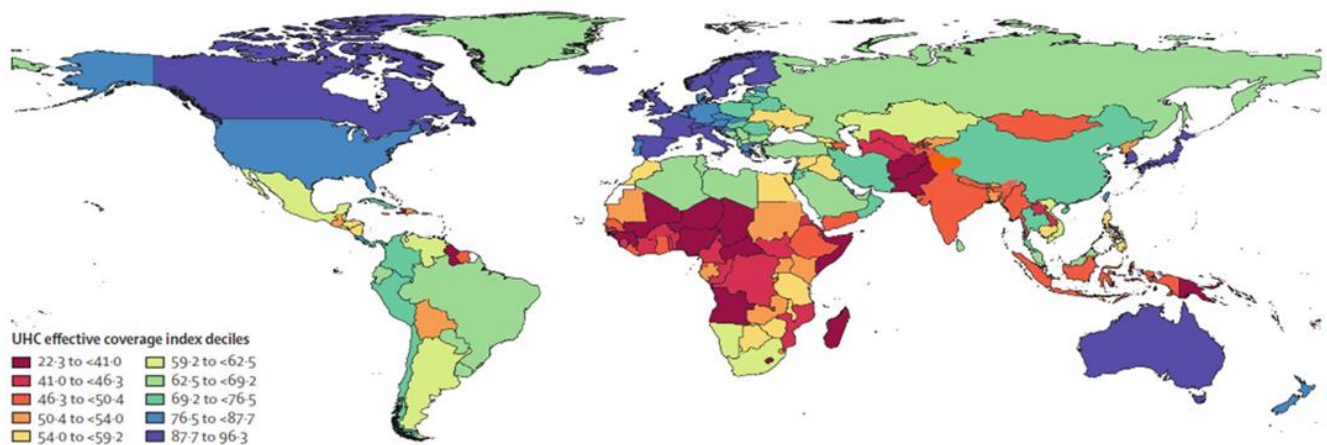 UHC effective coverage index deciles
22·3 to <41·0
41·0 to <46·3
46·3 to <50·4
50·4 to <54·0
54·0 to <59·2
59·2 to <62·5
62·5 to <69·2
69·2 to <76·5
76·5 to <87·7
87·7 to 96·3